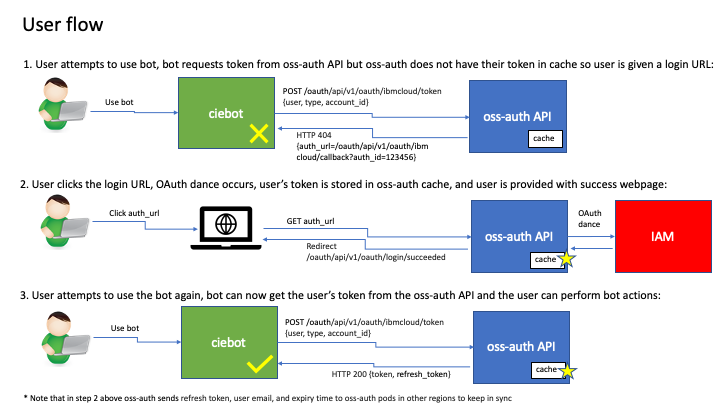 User flow
1. User attempts to use bot, bot requests token from oss-auth API but oss-auth does not have their token in cache so user is given a login URL:
Use bot
ciebot
POST /oauth/api/v1/oauth/ibmcloud/token
{user, type, account_id}
HTTP 404
{auth_url=/oauth/api/v1/oauth/ibm
cloud/callback?auth_id=123456}
oss-auth API
cache
2. User clicks the login URL, OAuth dance occurs, user's token is stored in oss-auth cache, and user is provided with success webpage:
Click auth_url
GET auth_url
Redirect
/oauth/api/v1/oauth/login/succeeded
oss-auth API
cache
OAuth
dance
IAM
3. User attempts to use the bot again, bot can now get the user's token from the oss-auth API and the user can perform bot actions:
Use bot
ciebot
POST /oauth/api/v1/oauth/ibmcloud/token
{user, type, account_id}
HTTP 200 {token, refresh_token}
oss-auth API
cache
* Note that in step 2 above oss-auth sends refresh token, user email, and expiry time to oss-auth pods in other regions to keep in sync